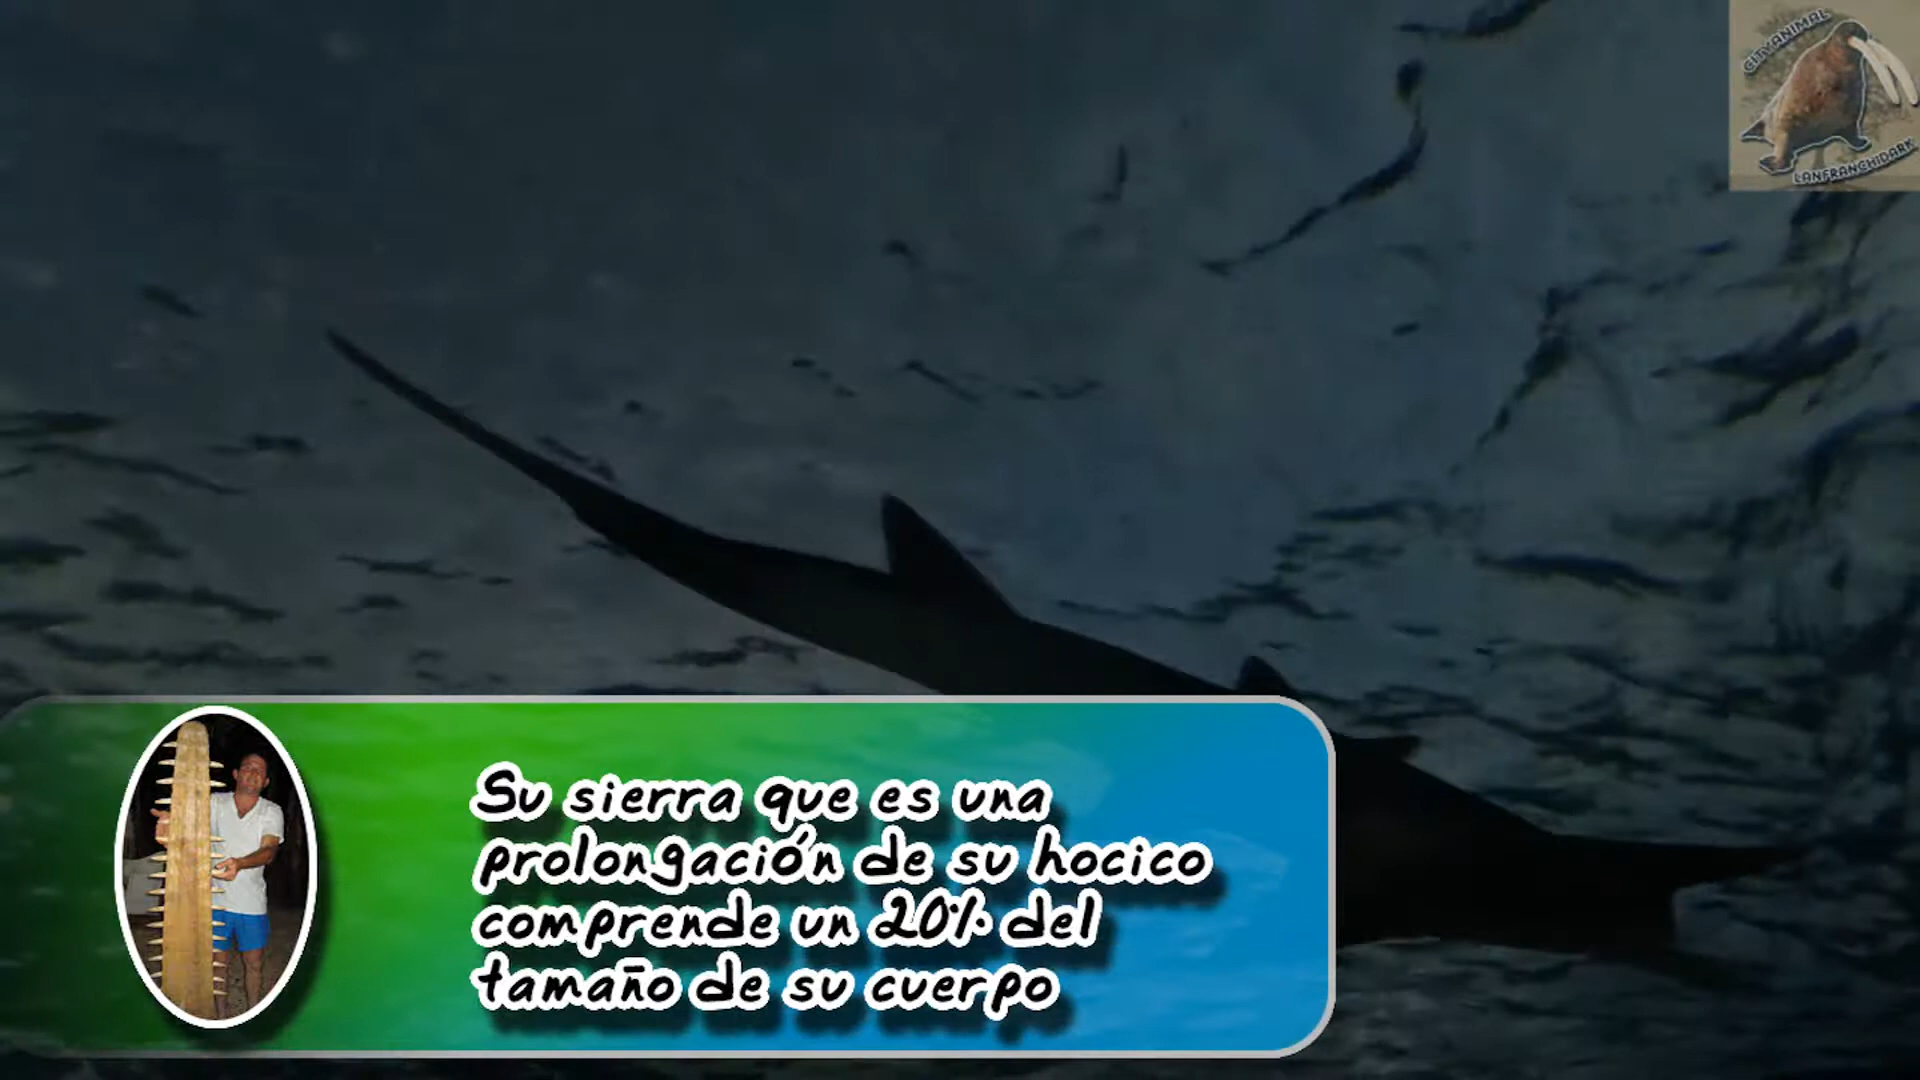 CITYANIMAL
LANFRANCHIDARK
Su sierra que es una
prolongación de su hocico
comprende un 20% del
tamaño de su cuerpo